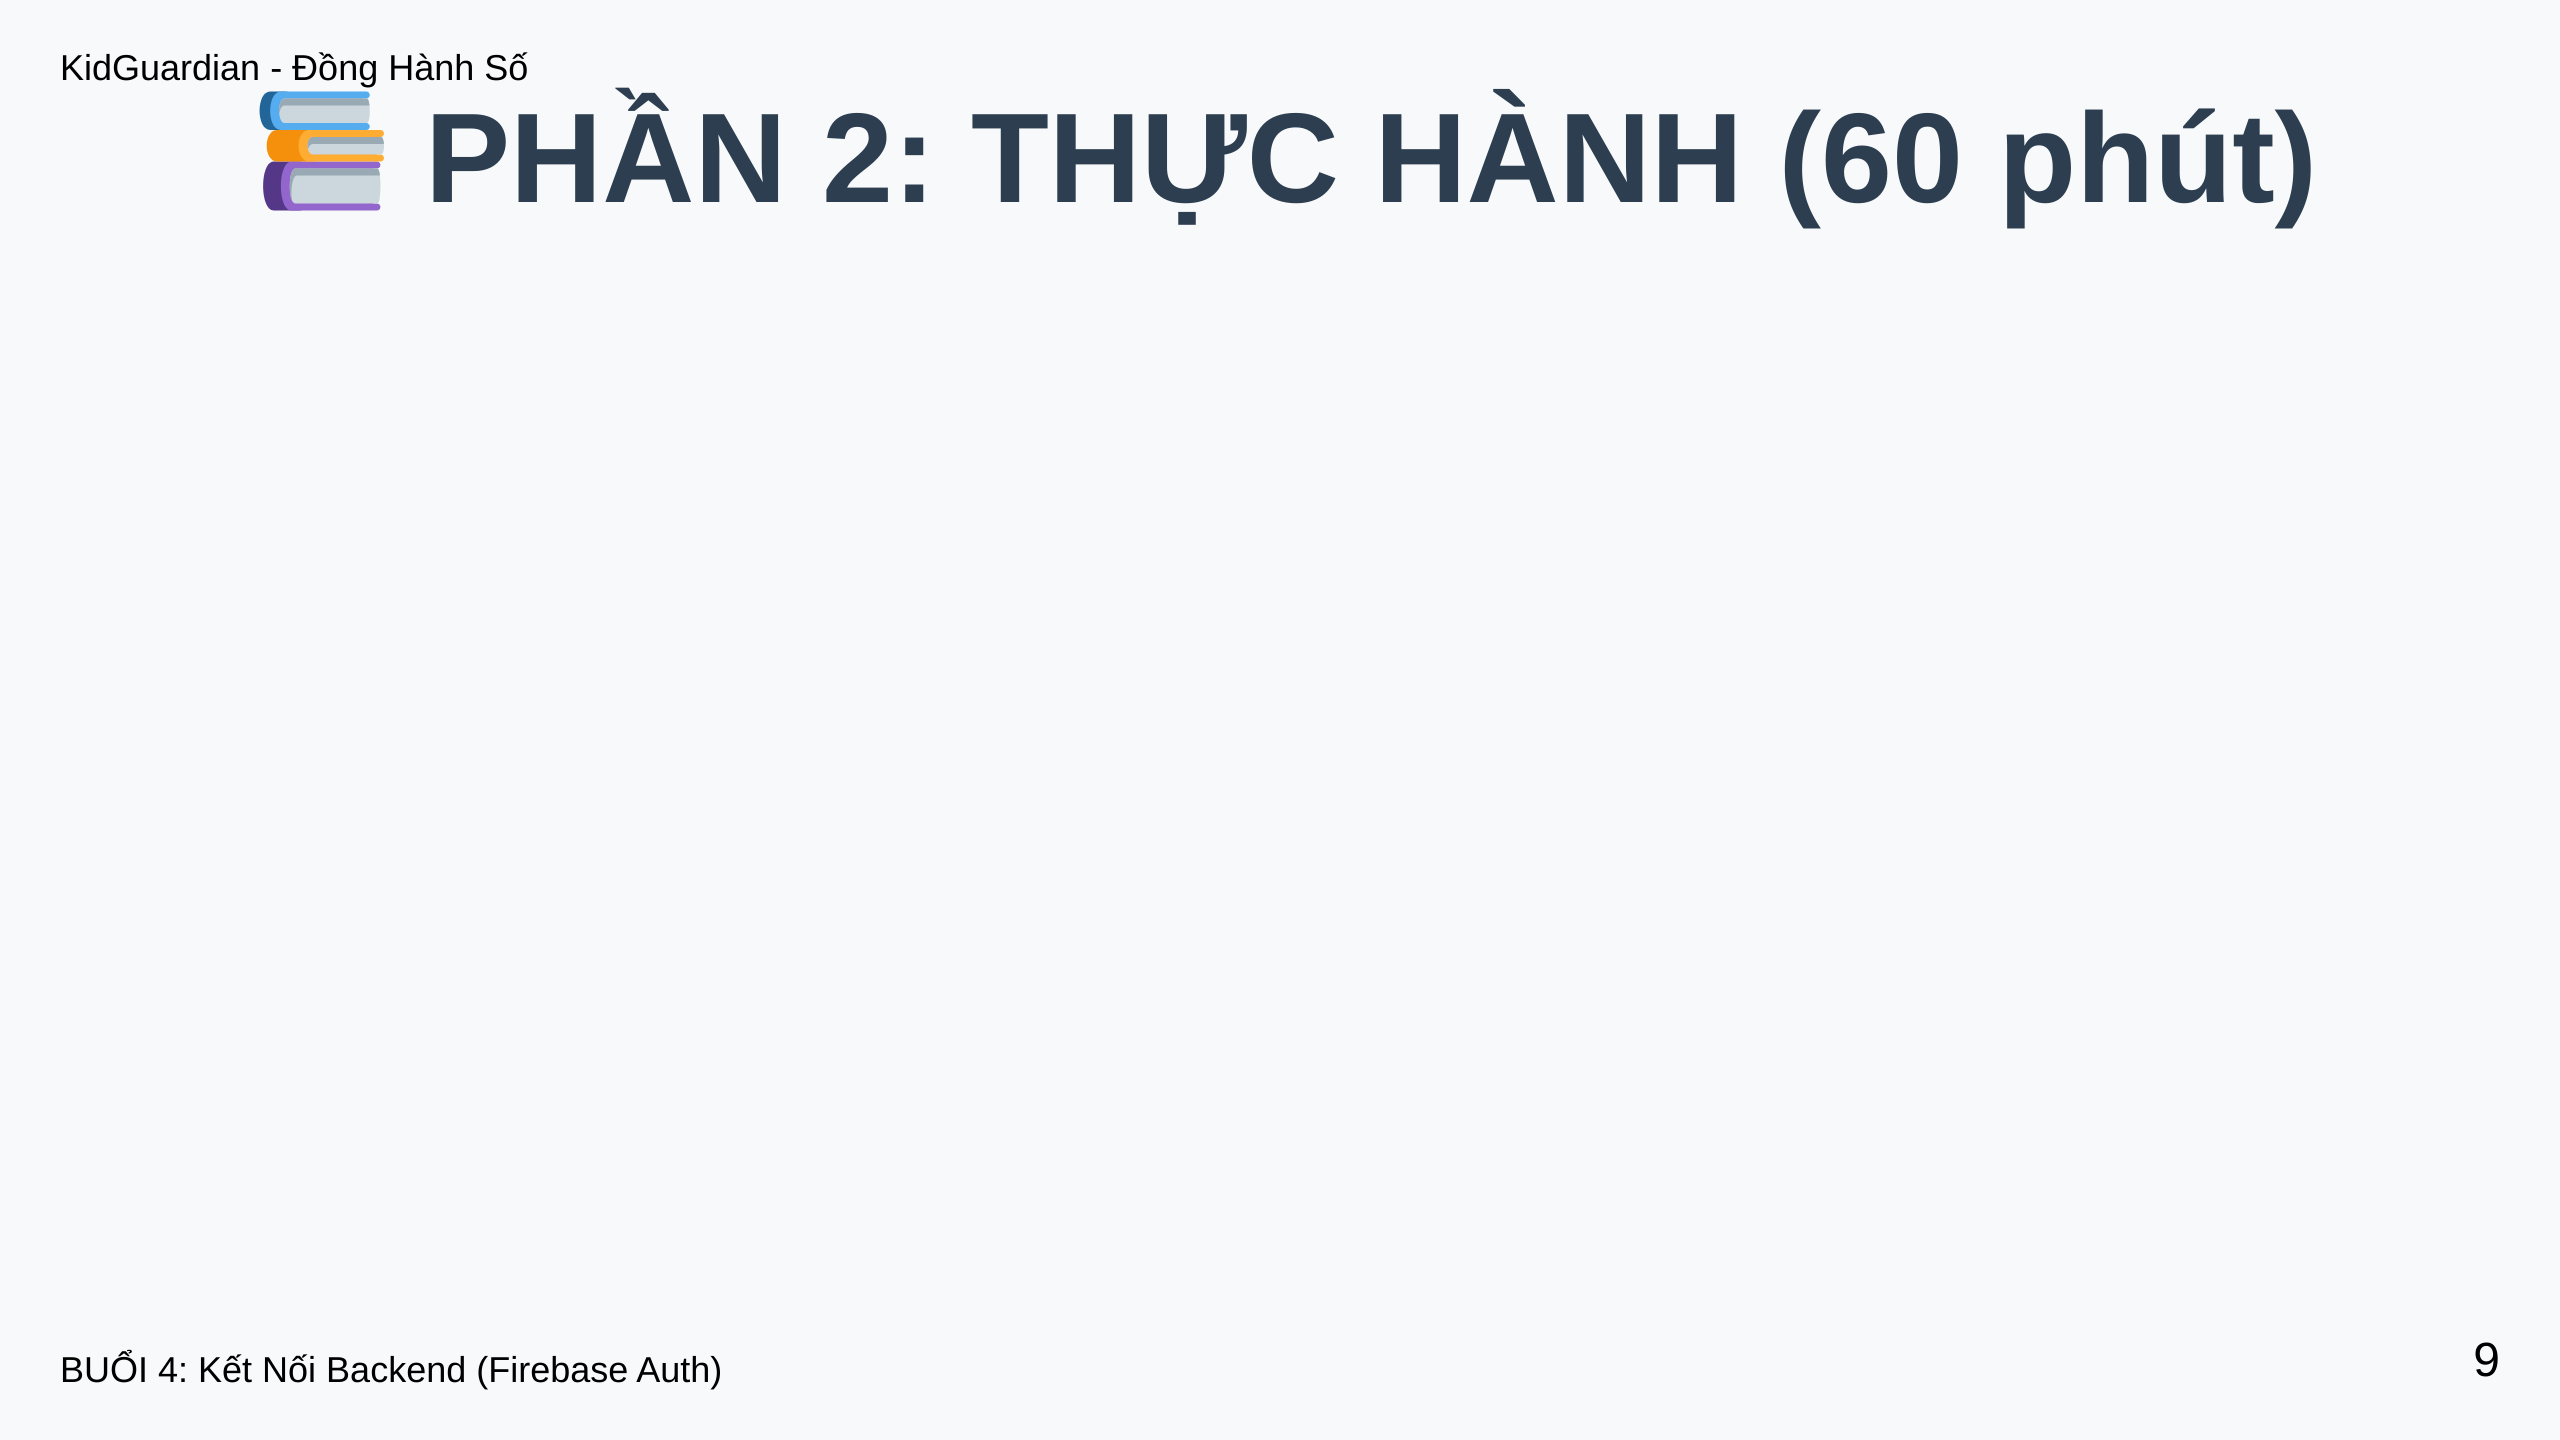 KidGuardian - Đồng Hành Số
📚 PHẦN 2: THỰC HÀNH (60 phút)
BUỔI 4: Kết Nối Backend (Firebase Auth)
9